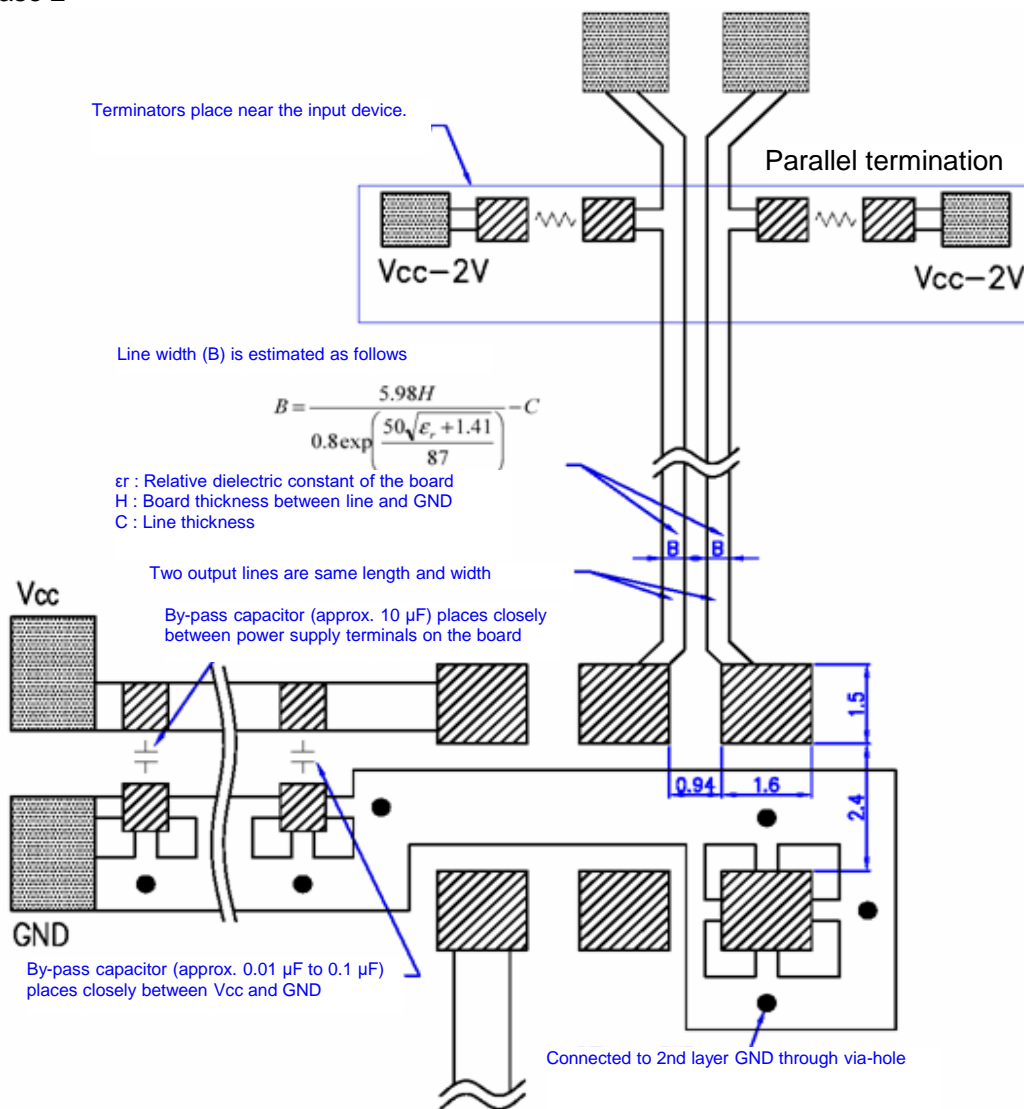 Terminators place near the input device.
Parallel termination
Vcc-2V
Vcc-2V
Line width (B) is estimated as follows
B = 5.98H / 0.8exp(50√εr +1.41 / 87) - C
εr : Relative dielectric constant of the board
H : Board thickness between line and GND
C : Line thickness
B B
Two output lines are same length and width
Vcc
By-pass capacitor (approx. 10 µF) places closely
between power supply terminals on the board
1.5
0.94 1.6
2.4
GND
By-pass capacitor (approx. 0.01 µF to 0.1 µF)
places closely between Vcc and GND
Connected to 2nd layer GND through via-hole